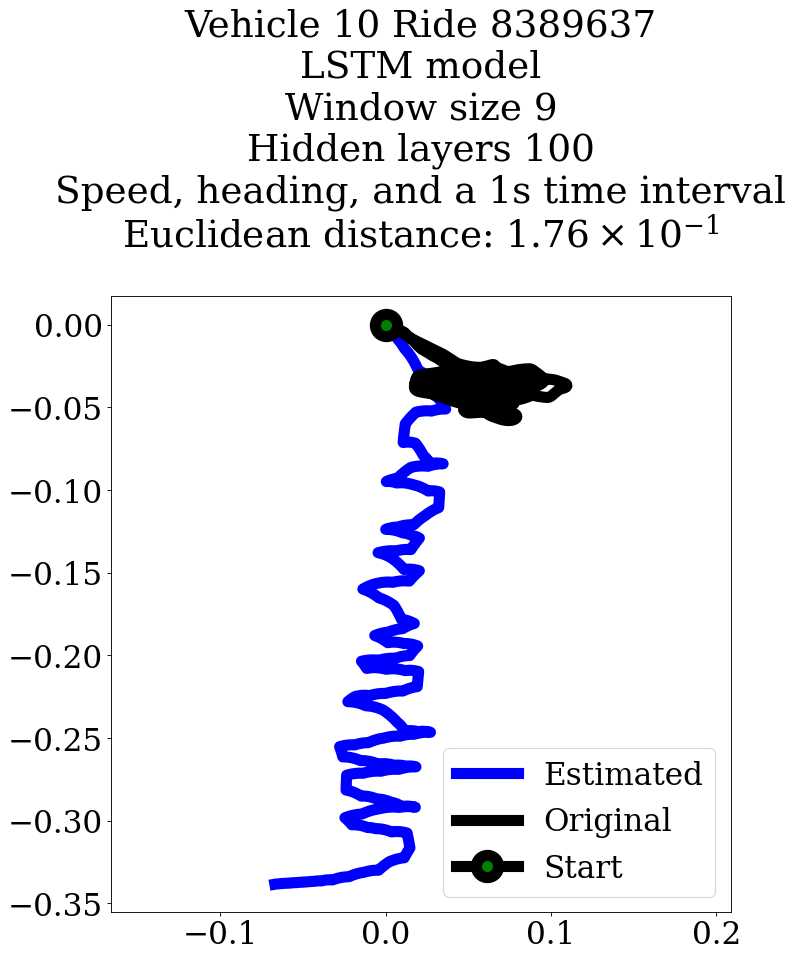 Vehicle 10 Ride 8389637
LSTM model
Window size 9
Hidden layers 100
Speed, heading, and a 1s time interval
Euclidean distance: 1.76 × 10⁻¹
0.00
−0.05
−0.10
−0.15
−0.20
−0.25
−0.30
−0.35
Estimated
Original
Start
−0.1
0.0
0.1
0.2